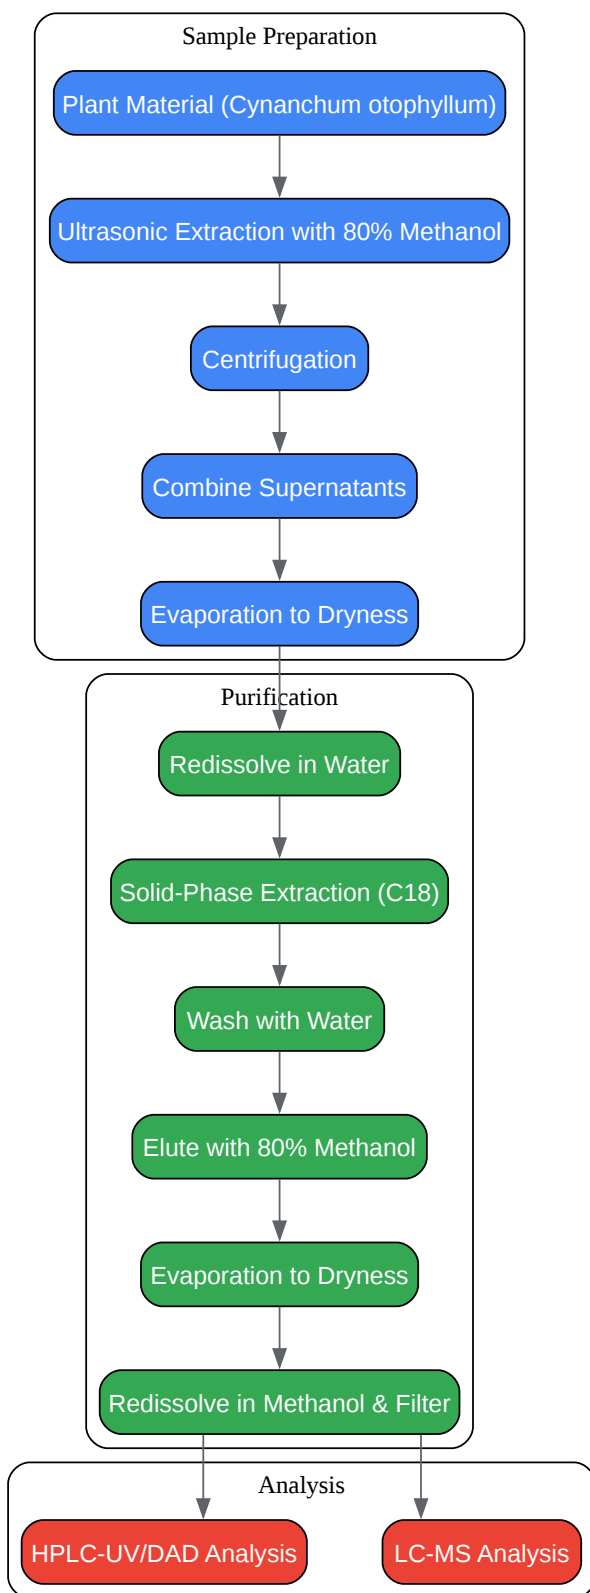 Sample Preparation
Plant Material (Cynanchum otophyllum)
Ultrasonic Extraction with 80% Methanol
Centrifugation
Combine Supernatants
Evaporation to Dryness
Purification
Redissolve in Water
Solid-Phase Extraction (C18)
Wash with Water
Elute with 80% Methanol
Evaporation to Dryness
Redissolve in Methanol & Filter
Analysis
HPLC-UV/DAD Analysis
LC-MS Analysis